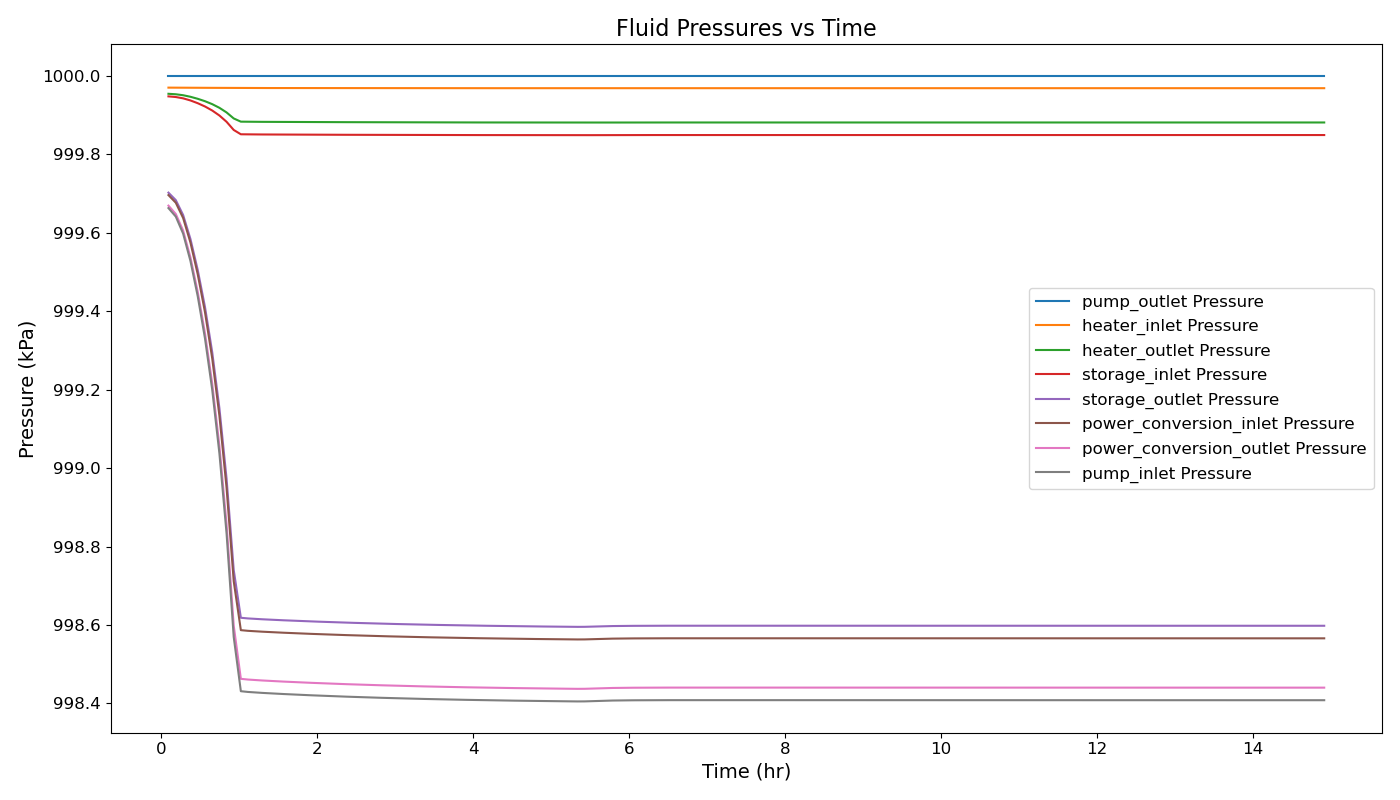 Fluid Pressures vs Time
Pressure (kPa)
1000.0
999.8
999.6
999.4
999.2
999.0
998.8
998.6
998.4
pump_outlet Pressure
heater_inlet Pressure
heater_outlet Pressure
storage_inlet Pressure
storage_outlet Pressure
power_conversion_inlet Pressure
power_conversion_outlet Pressure
pump_inlet Pressure
0 2 4 6 8 10 12 14
Time (hr)